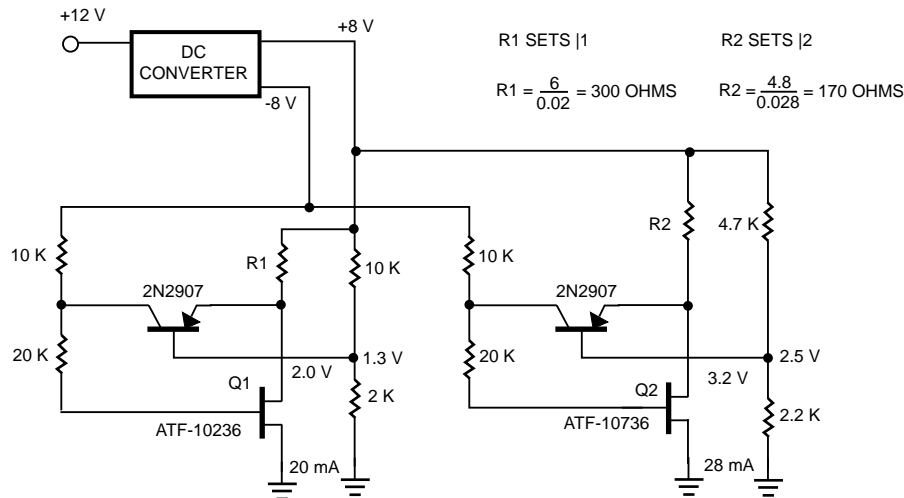 +12 V
DC
CONVERTER
+8 V
-8 V
R1 SETS |1
R2 SETS |2
R1 = 6/0.02 = 300 OHMS
R2 = 4.8/0.028 = 170 OHMS
10 K
R1
10 K
10 K
R2
4.7 K
2N2907
2N2907
20 K
2.0 V
1.3 V
20 K
3.2 V
2.5 V
Q1
2 K
Q2
2.2 K
ATF-10236
ATF-10736
20 mA
28 mA